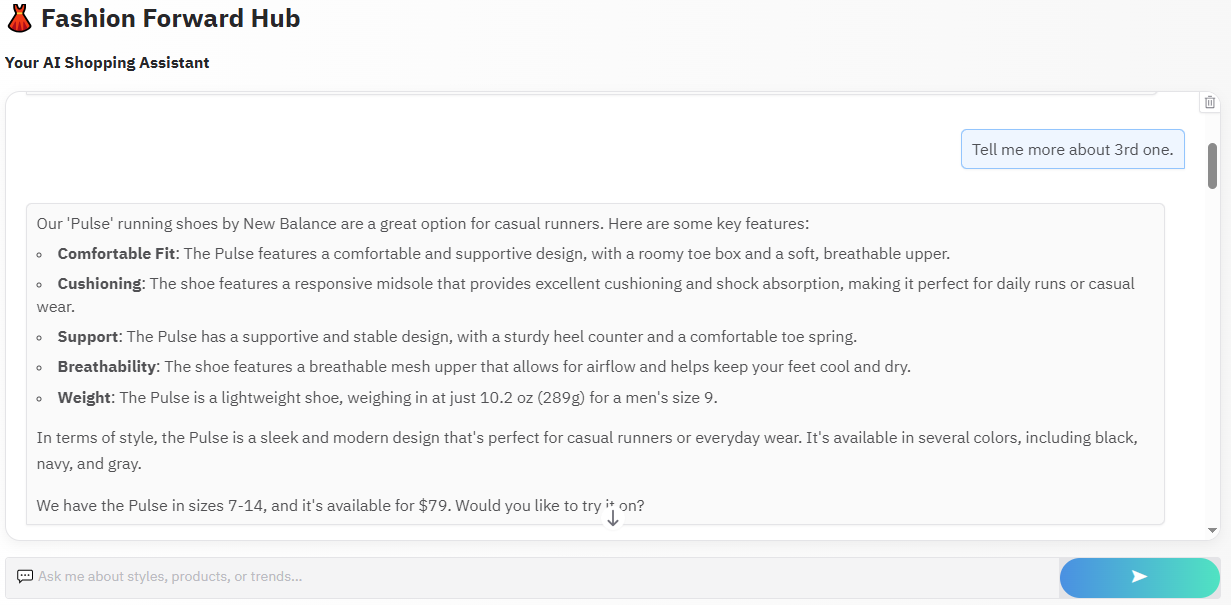 Fashion Forward Hub
Your AI Shopping Assistant
Tell me more about 3rd one.
Our 'Pulse' running shoes by New Balance are a great option for casual runners. Here are some key features:
Comfortable Fit: The Pulse features a comfortable and supportive design, with a roomy toe box and a soft, breathable upper.
Cushioning: The shoe features a responsive midsole that provides excellent cushioning and shock absorption, making it perfect for daily runs or casual
wear.
Support: The Pulse has a supportive and stable design, with a sturdy heel counter and a comfortable toe spring.
Breathability: The shoe features a breathable mesh upper that allows for airflow and helps keep your feet cool and dry.
Weight: The Pulse is a lightweight shoe, weighing in at just 10.2 oz (289g) for a men's size 9.
In terms of style, the Pulse is a sleek and modern design that's perfect for casual runners or everyday wear. It's available in several colors, including black,
navy, and gray.
We have the Pulse in sizes 7-14, and it's available for $79. Would you like to try it on?
Ask me about styles, products, or trends...